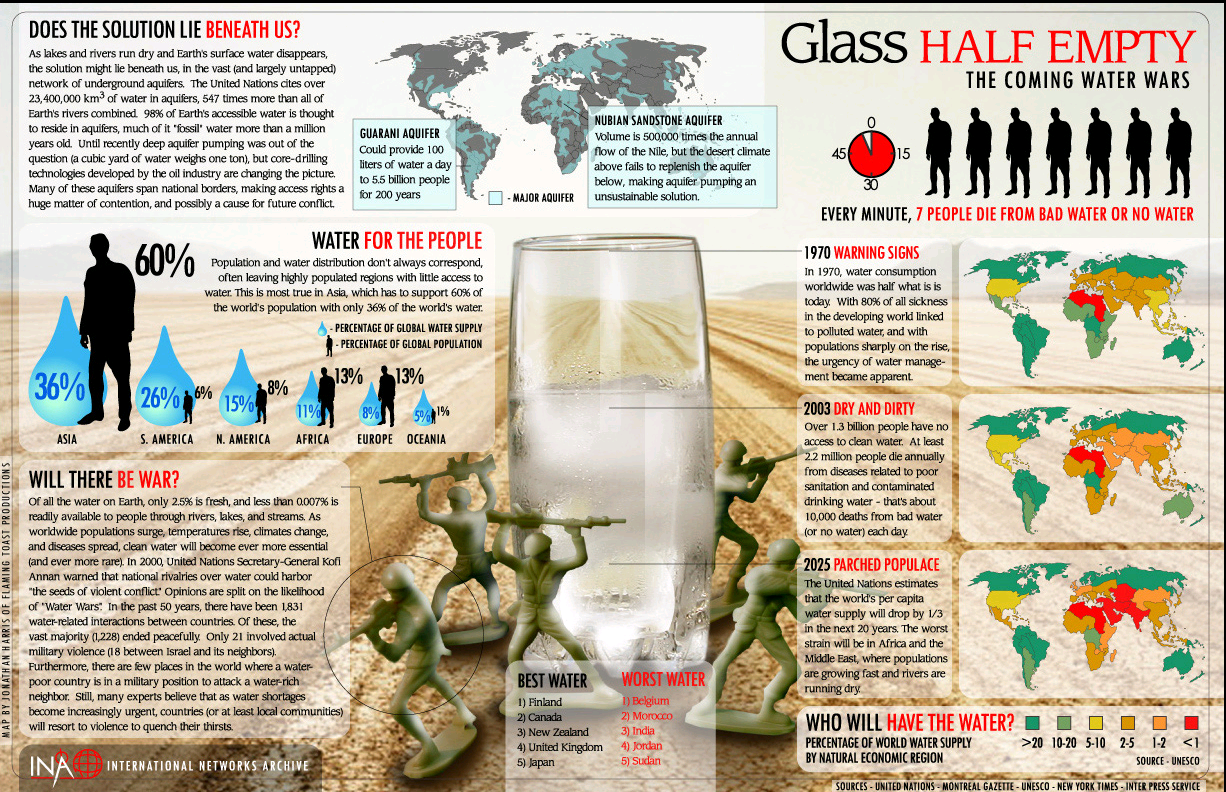 DOES THE SOLUTION LIE BENEATH US?
As lakes and rivers run dry and Earth's surface water disappears,
the solution might lie beneath us, in the vast (and largely untapped)
network of underground aquifers. The United Nations cites over
23,400,000 km³ of water in aquifers, 547 times more than all of
Earth's rivers combined. 98% of Earth's accessible water is thought
to reside in aquifers, much of it "fossil" water more than a million
years old. Until recently deep aquifer pumping was out of the
question (a cubic yard of water weighs one ton), but core-drilling
technologies developed by the oil industry are changing the picture.
Many of these aquifers span national borders, making access rights a
huge matter of contention, and possibly a cause for future conflict.
GUARANI AQUIFER
Could provide 100
liters of water a day
to 5.5 billion people
for 200 years
- MAJOR AQUIFER
NUBIAN SANDSTONE AQUIFER
Volume is 500,000 times the annual
flow of the Nile, but the desert climate
above fails to replenish the aquifer
below, making aquifer pumping an
unsustainable solution.
Glass HALF EMPTY
THE COMING WATER WARS
0
45 15
30
EVERY MINUTE, 7 PEOPLE DIE FROM BAD WATER OR NO WATER
WATER FOR THE PEOPLE
Population and water distribution don't always correspond,
often leaving highly populated regions with little access to
water. This is most true in Asia, which has to support 60% of
the world's population with only 36% of the world's water.
- PERCENTAGE OF GLOBAL WATER SUPPLY
- PERCENTAGE OF GLOBAL POPULATION
60%
36%
26% 6%
15% 8%
11% 13%
8% 13%
5% 1%
ASIA S. AMERICA N. AMERICA AFRICA EUROPE OCEANIA
WILL THERE BE WAR?
Of all the water on Earth, only 2.5% is fresh, and less than 0.007% is
readily available to people through rivers, lakes, and streams. As
worldwide populations surge, temperatures rise, climates change,
and diseases spread, clean water will become ever more essential
(and ever more rare). In 2000, United Nations Secretary-General Kofi
Annan warned that national rivalries over water could harbor
"the seeds of violent conflict." Opinions are split on the likelihood
of "Water Wars". In the past 50 years, there have been 1,831
water-related interactions between countries. Of these, the
vast majority (1,228) ended peacefully. Only 21 involved actual
military violence (18 between Israel and its neighbors).
Furthermore, there are few places in the world where a water-
poor country is in a military position to attack a water-rich
neighbor. Still, many experts believe that as water shortages
become increasingly urgent, countries (or at least local communities)
will resort to violence to quench their thirsts.
MAP BY JONATHAN HARRIS OF FLAMING TOAST PRODUCTIONS
INA INTERNATIONAL NETWORKS ARCHIVE
BEST WATER
1) Finland
2) Canada
3) New Zealand
4) United Kingdom
5) Japan
WORST WATER
1) Belgium
2) Morocco
3) India
4) Jordan
5) Sudan
1970 WARNING SIGNS
In 1970, water consumption
worldwide was half what is is
today. With 80% of all sickness
in the developing world linked
to polluted water, and with
populations sharply on the rise,
the urgency of water manage-
ment became apparent.
2003 DRY AND DIRTY
Over 1.3 billion people have no
access to clean water. At least
2.2 million people die annually
from diseases related to poor
sanitation and contaminated
drinking water - that's about
10,000 deaths from bad water
(or no water) each day.
2025 PARCHED POPULACE
The United Nations estimates
that the world's per capita
water supply will drop by 1/3
in the next 20 years. The worst
strain will be in Africa and the
Middle East, where populations
are growing fast and rivers are
running dry.
WHO WILL HAVE THE WATER?
PERCENTAGE OF WORLD WATER SUPPLY
BY NATURAL ECONOMIC REGION
>20 10-20 5-10 2-5 1-2 <1
SOURCE - UNESCO
SOURCES - UNITED NATIONS - MONTREAL GAZETTE - UNESCO - NEW YORK TIMES - INTER PRESS SERVICE